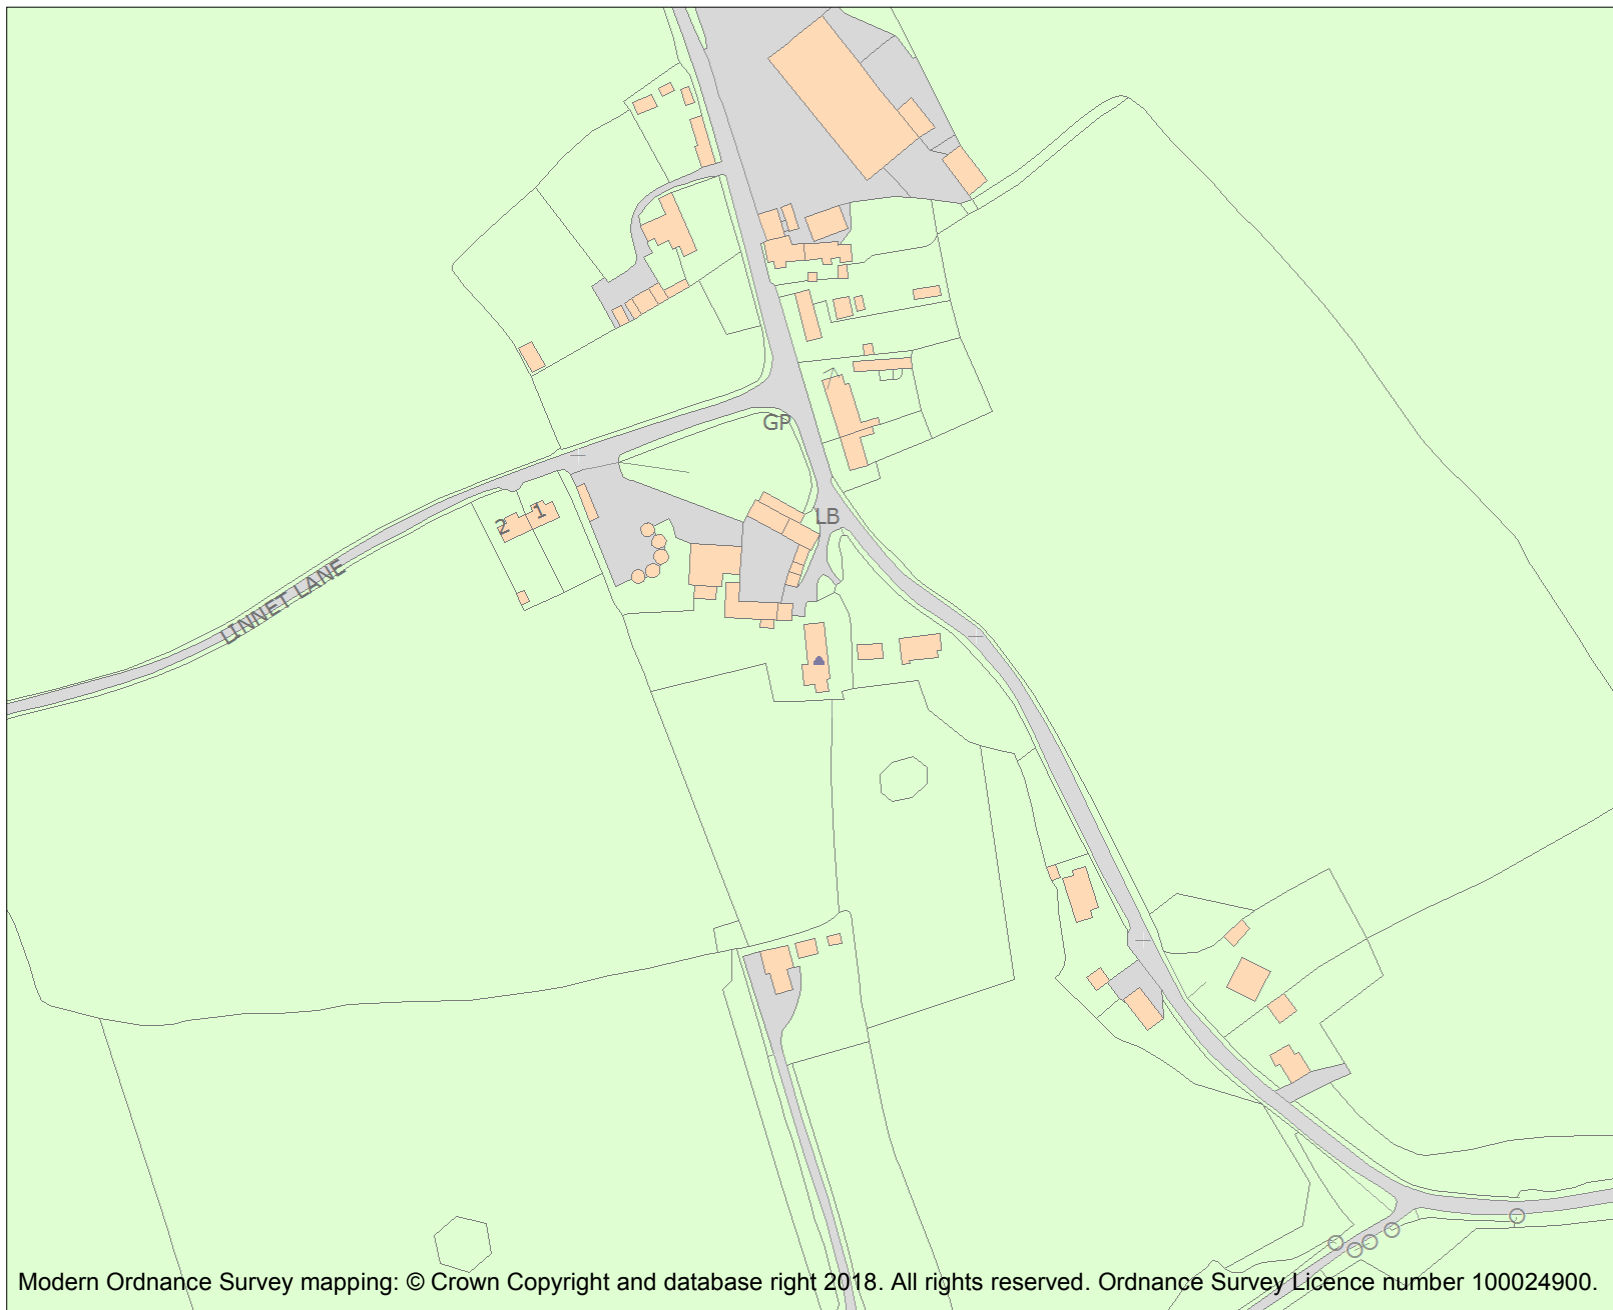 GP
LB
2 1
LINNET LANE
Modern Ordnance Survey mapping: © Crown Copyright and database right 2018. All rights reserved. Ordnance Survey Licence number 100024900.